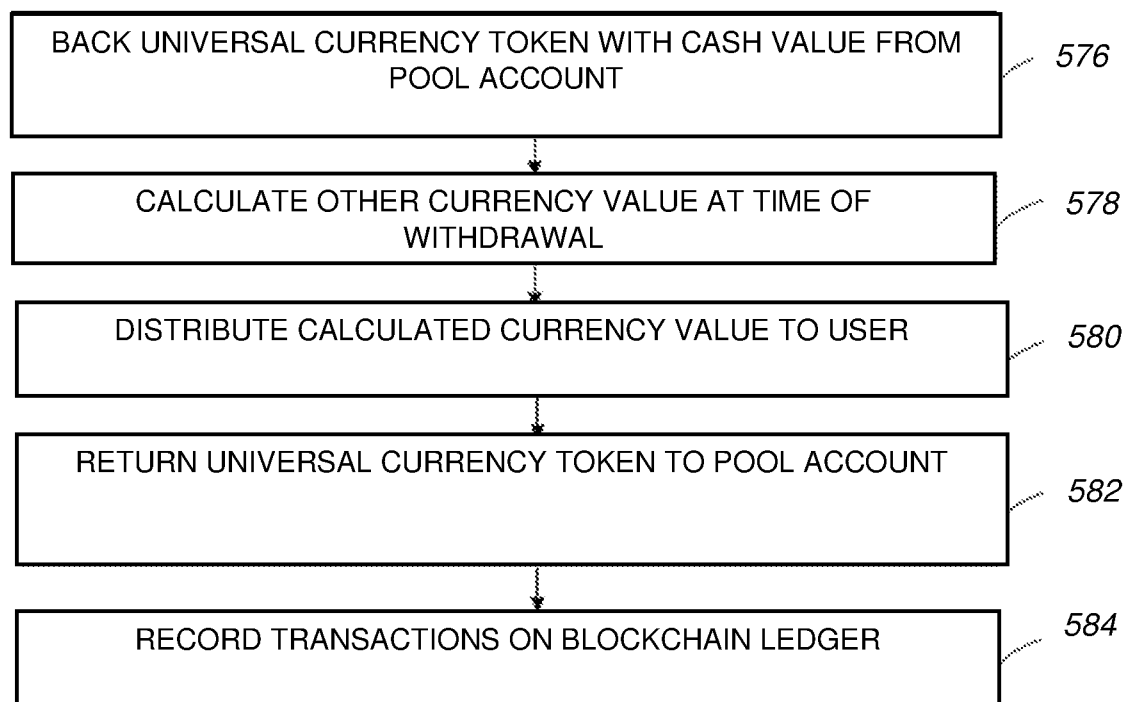 BACK UNIVERSAL CURRENCY TOKEN WITH CASH VALUE FROM
POOL ACCOUNT
576
CALCULATE OTHER CURRENCY VALUE AT TIME OF
WITHDRAWAL
578
DISTRIBUTE CALCULATED CURRENCY VALUE TO USER
580
RETURN UNIVERSAL CURRENCY TOKEN TO POOL ACCOUNT
582
RECORD TRANSACTIONS ON BLOCKCHAIN LEDGER
584